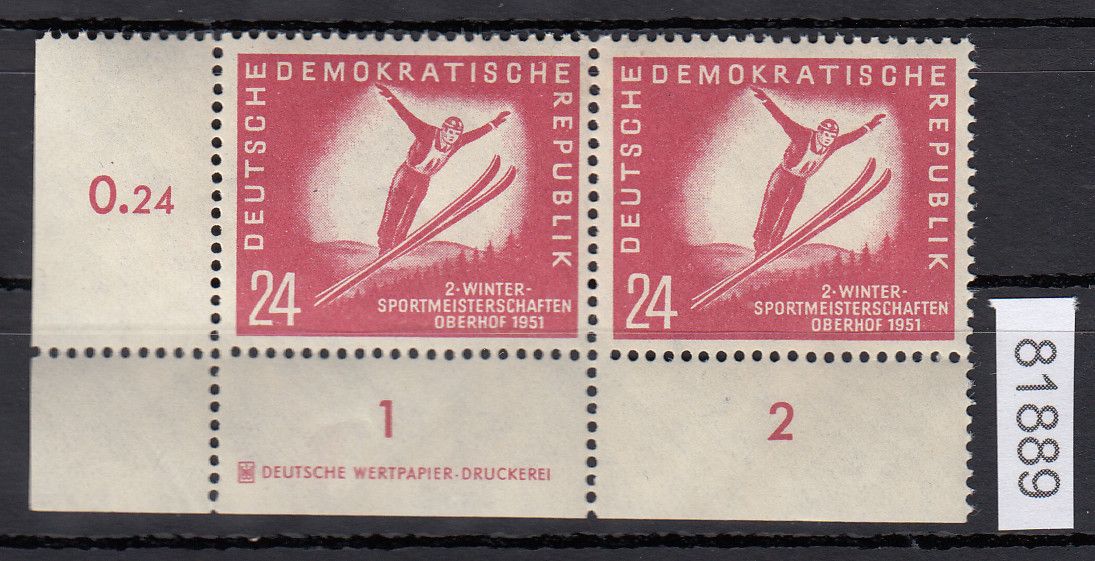 DEUTSCHE DEMOKRATISCHE REPUBLIK
24
2·WINTER-
SPORTMEISTERSCHAFTEN
OBERHOF 1951
DEUTSCHE DEMOKRATISCHE REPUBLIK
24
2·WINTER-
SPORTMEISTERSCHAFTEN
OBERHOF 1951
0.24
1
2
DEUTSCHE WERTPAPIER-DRUCKEREI
81889